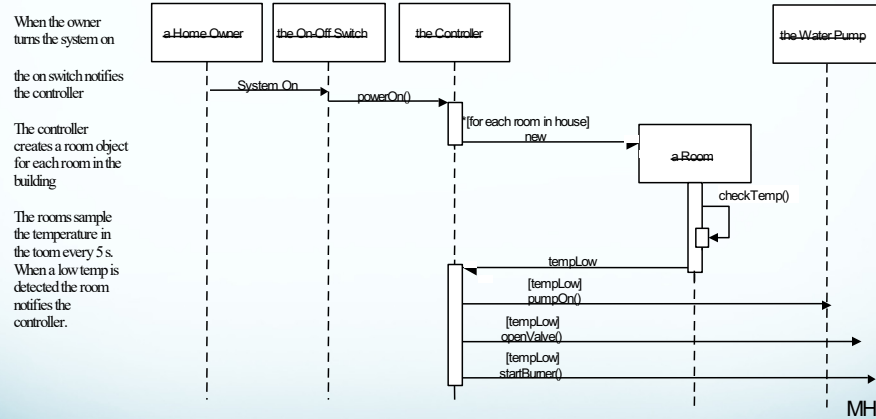 When the owner
turns the system on
the on switch notifies
the controller
The controller
creates a room object
for each room in the
building
The rooms sample
the temperature in
the toom every 5 s.
When a low temp is
detected the room
notifies the
controller.
a Home Owner
the On-Off Switch
the Controller
the Water Pump
System On
powerOn()
*[for each room in house]
new
a Room
checkTemp()
tempLow
[tempLow]
pumpOn()
[tempLow]
openValve()
[tempLow]
startBurner()
MH